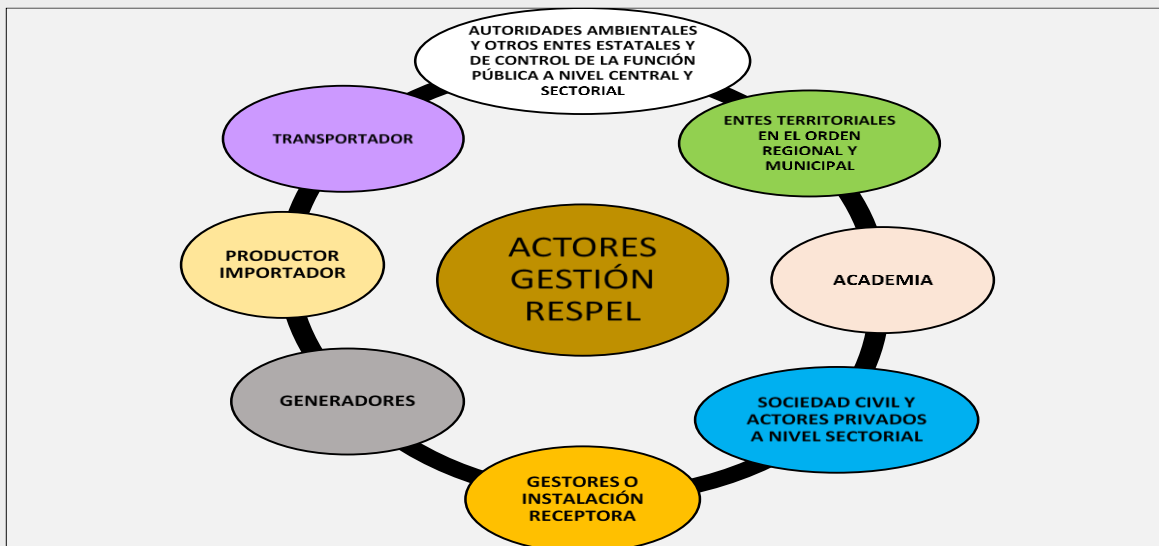 AUTORIDADES AMBIENTALES
Y OTROS ENTES ESTATALES Y
DE CONTROL DE LA FUNCIÓN
PÚBLICA A NIVEL CENTRAL Y
SECTORIAL
ENTES TERRITORIALES
EN EL ORDEN
REGIONAL Y
MUNICIPAL
TRANSPORTADOR
PRODUCTOR
IMPORTADOR
ACTORES
GESTIÓN
RESPEL
ACADEMIA
GENERADORES
SOCIEDAD CIVIL Y
ACTORES PRIVADOS
A NIVEL SECTORIAL
GESTORES O
INSTALACIÓN
RECEPTORA